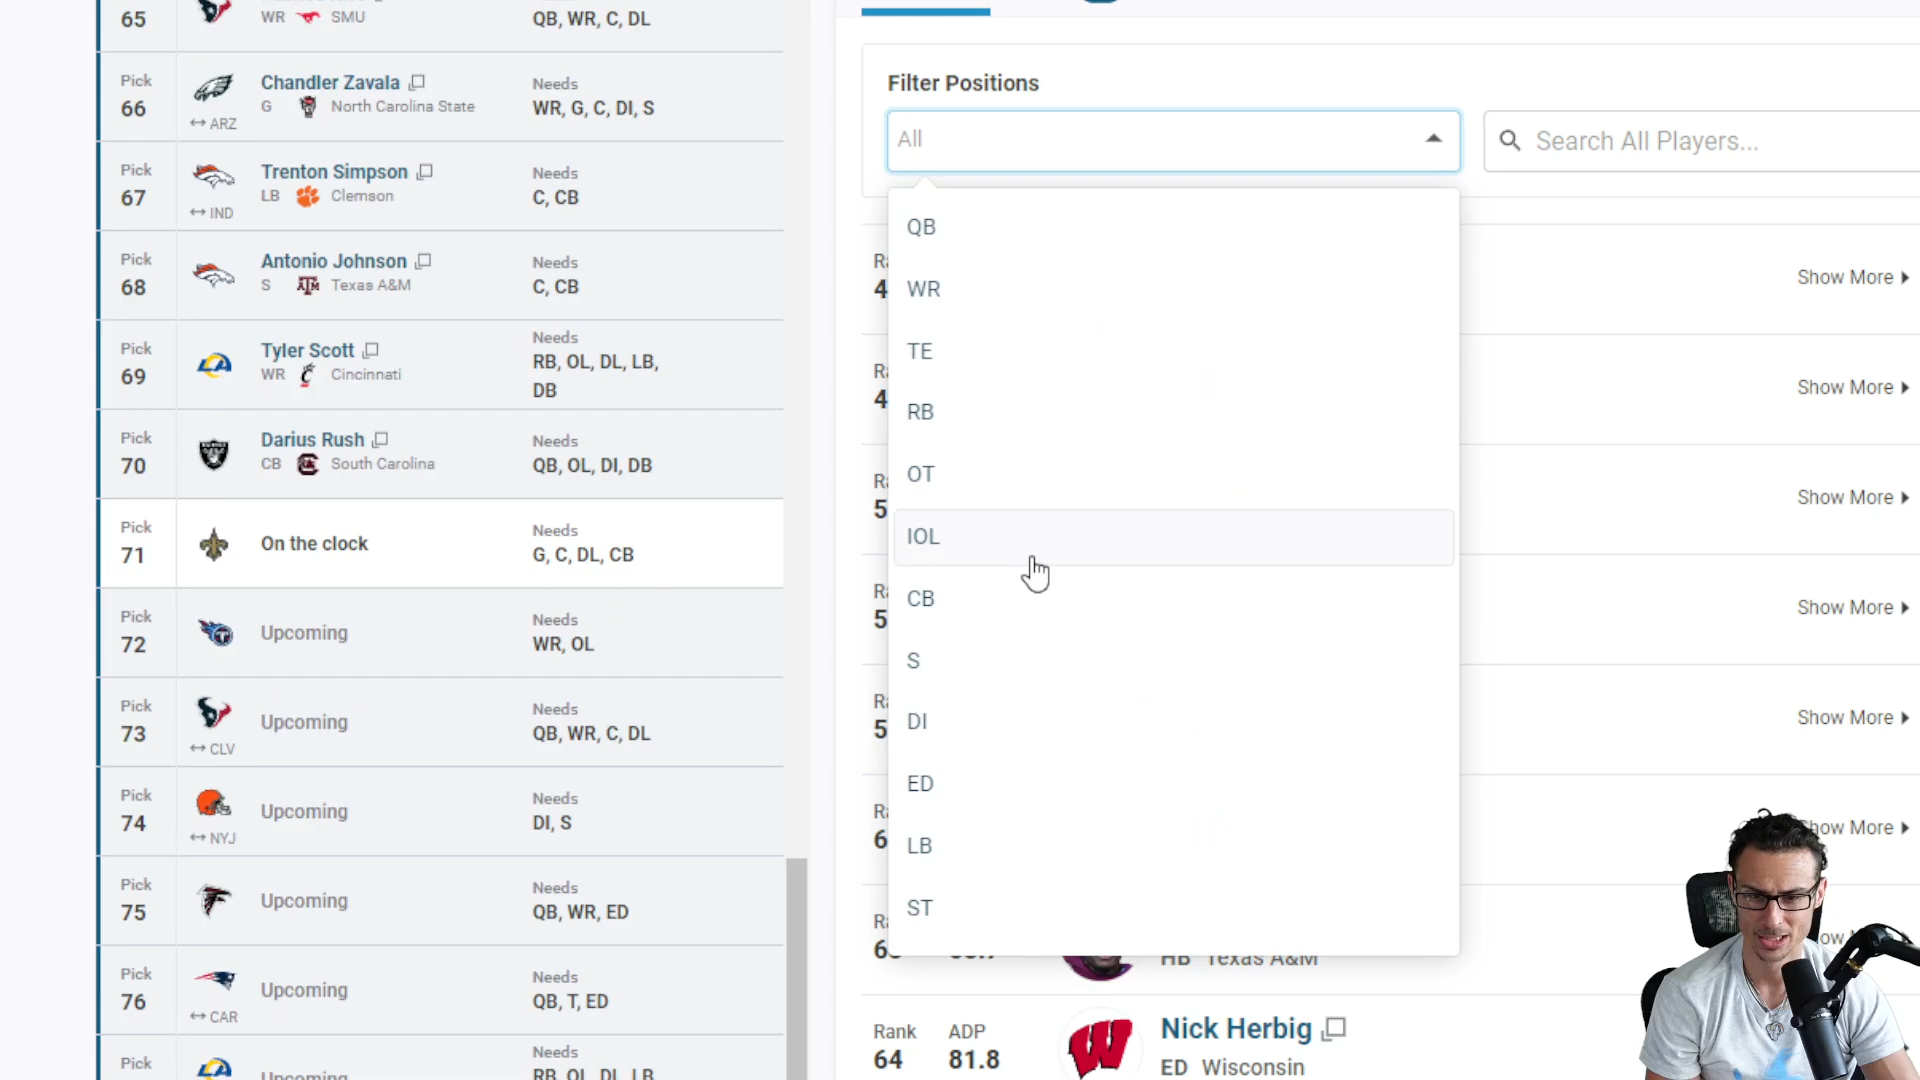 65
WR SMU
QB, WR, C, DL
Pick
66
ARZ
Chandler Zavala
G North Carolina State
Needs
WR, G, C, DI, S
Pick
67
IND
Trenton Simpson
LB Clemson
Needs
C, CB
Pick
68
Antonio Johnson
S Texas A&M
Needs
C, CB
Pick
69
Tyler Scott
WR Cincinnati
Needs
RB, OL, DL, LB,
DB
Pick
70
Darius Rush
CB South Carolina
Needs
QB, OL, DI, DB
Pick
71
On the clock
Needs
G, C, DL, CB
Pick
72
Upcoming
Needs
WR, OL
Pick
73
CLV
Upcoming
Needs
QB, WR, C, DL
Pick
74
NYJ
Upcoming
Needs
DI, S
Pick
75
Upcoming
Needs
QB, WR, ED
Pick
76
CAR
Upcoming
Needs
QB, T, ED
Pick
Upcoming
Needs
RB, OL, DL, LB
Filter Positions
All
Search All Players...
QB
WR
TE
RB
OT
IOL
CB
S
DI
ED
LB
ST
Show More
Show More
Show More
Show More
Show More
Show More
HB Texas A&M
Rank
64
ADP
81.8
Nick Herbig
ED Wisconsin